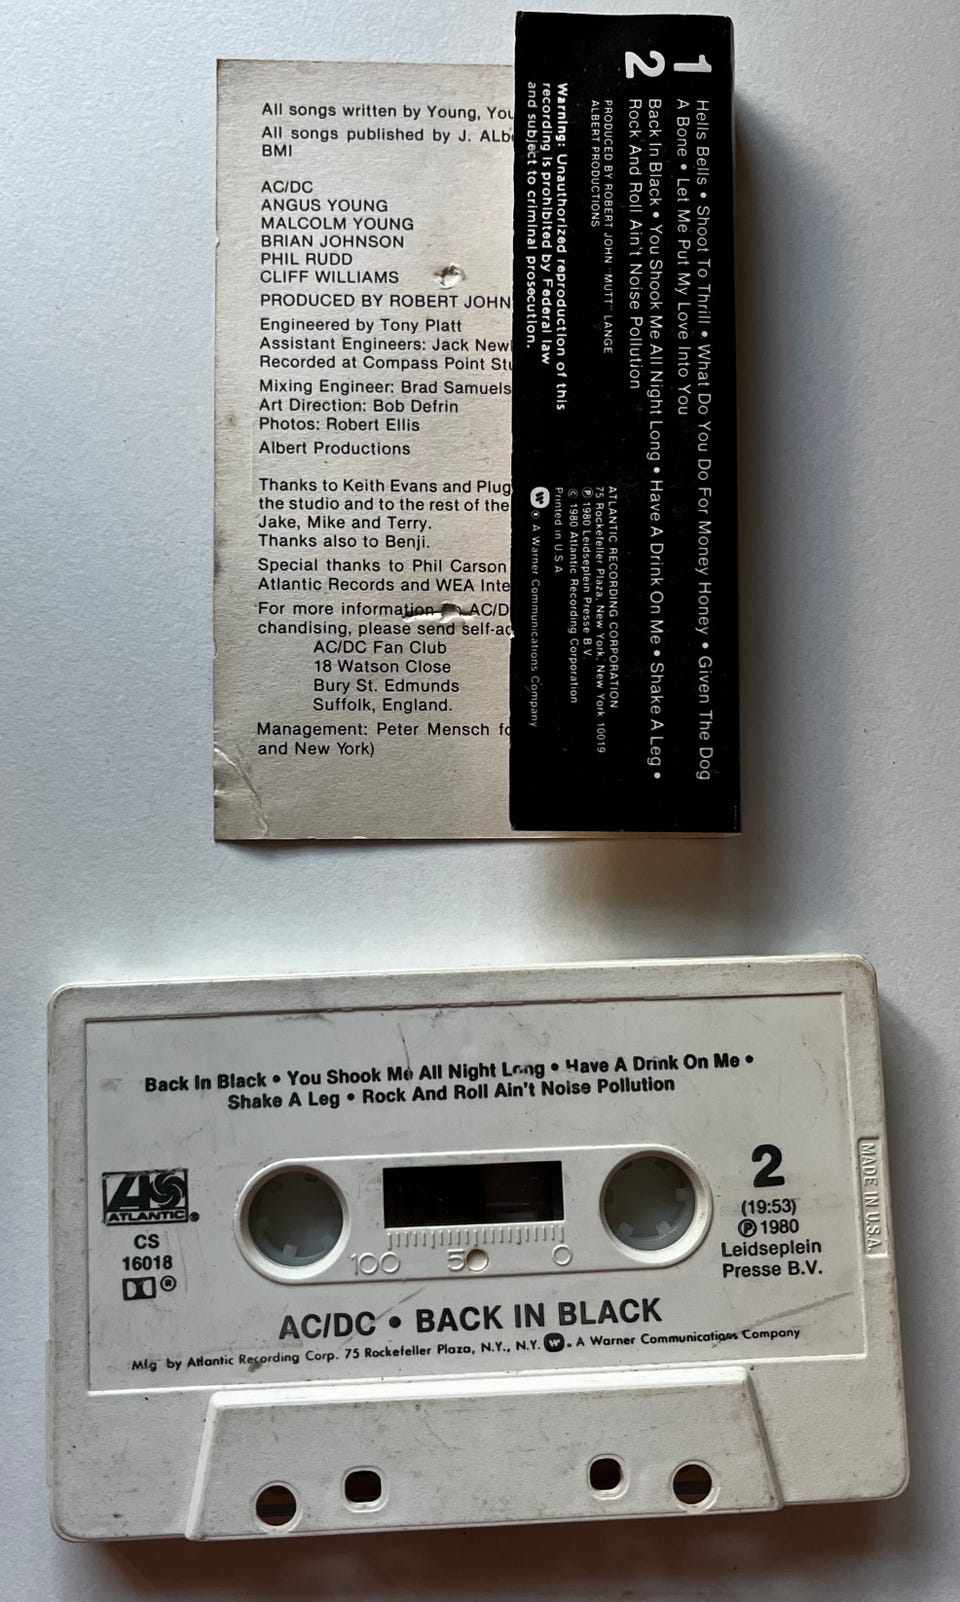 All songs written by Young,
All songs published by J.
BMI
AC/DC
ANGUS YOUNG
MALCOLM YOUNG
BRIAN JOHNSON
PHIL RUDD
CLIFF WILLIAMS
PRODUCED BY ROBERT JOHN
Engineered by Tony Platt
Assistant Engineers: Jack
Recorded at Compass Point
Mixing Engineer: Brad Samuels
Art Direction: Bob Defrin
Photos: Robert Ellis
Albert Productions
Thanks to Keith Evans and Plug
the studio and to the rest of the
Jake, Mike and Terry.
Thanks also to Benji.
Special thanks to Phil Carson
Atlantic Records and WEA
For more information on AC/D
chandising, please send
AC/DC Fan Club
18 Watson Close
Bury St. Edmunds
Suffolk, England.
Management: Peter Mensch
and New York)
1 Hells Bells • Shoot To Thrill • What Do You Do For Money Honey • Given The Dog
A Bone • Let Me Put My Love Into You
2 Back In Black • You Shook Me All Night Long • Have A Drink On Me • Shake A Leg •
Rock And Roll Ain't Noise Pollution
PRODUCED BY ROBERT JOHN "MUTT" LANGE
ALBERT PRODUCTIONS
Warning: Unauthorized reproduction of this
recording is prohibited by Federal law
and subject to criminal prosecution.
ATLANTIC RECORDING CORPORATION
75 Rockefeller Plaza, New York, New York 10019
℗ 1980 Leidseplein Presse B.V.
© 1980 Atlantic Recording Corporation
Printed in U.S.A.
W ® A Warner Communications Company
Back In Black • You Shook Me All Night Long • Have A Drink On Me •
Shake A Leg • Rock And Roll Ain't Noise Pollution
ATLANTIC®
CS
16018
®
2
(19:53)
℗ 1980
Leidseplein
Presse B.V.
MADE IN U.S.A.
100 50 0
AC/DC • BACK IN BLACK
Mfg by Atlantic Recording Corp. 75 Rockefeller Plaza, N.Y., N.Y. W • A Warner Communications Company